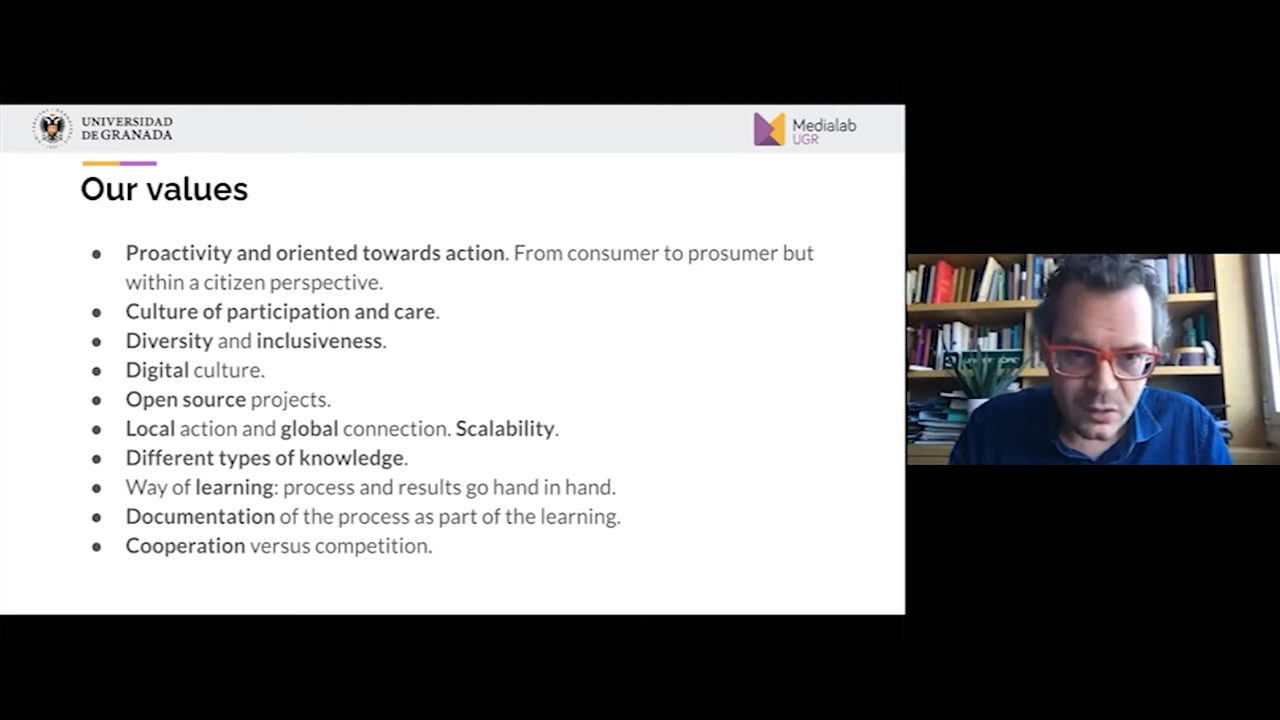 UNIVERSIDAD
DE GRANADA
Medialab
UGR
Our values
● Proactivity and oriented towards action. From consumer to prosumer but
within a citizen perspective.
● Culture of participation and care.
● Diversity and inclusiveness.
● Digital culture.
● Open source projects.
● Local action and global connection. Scalability.
● Different types of knowledge.
● Way of learning: process and results go hand in hand.
● Documentation of the process as part of the learning.
● Cooperation versus competition.